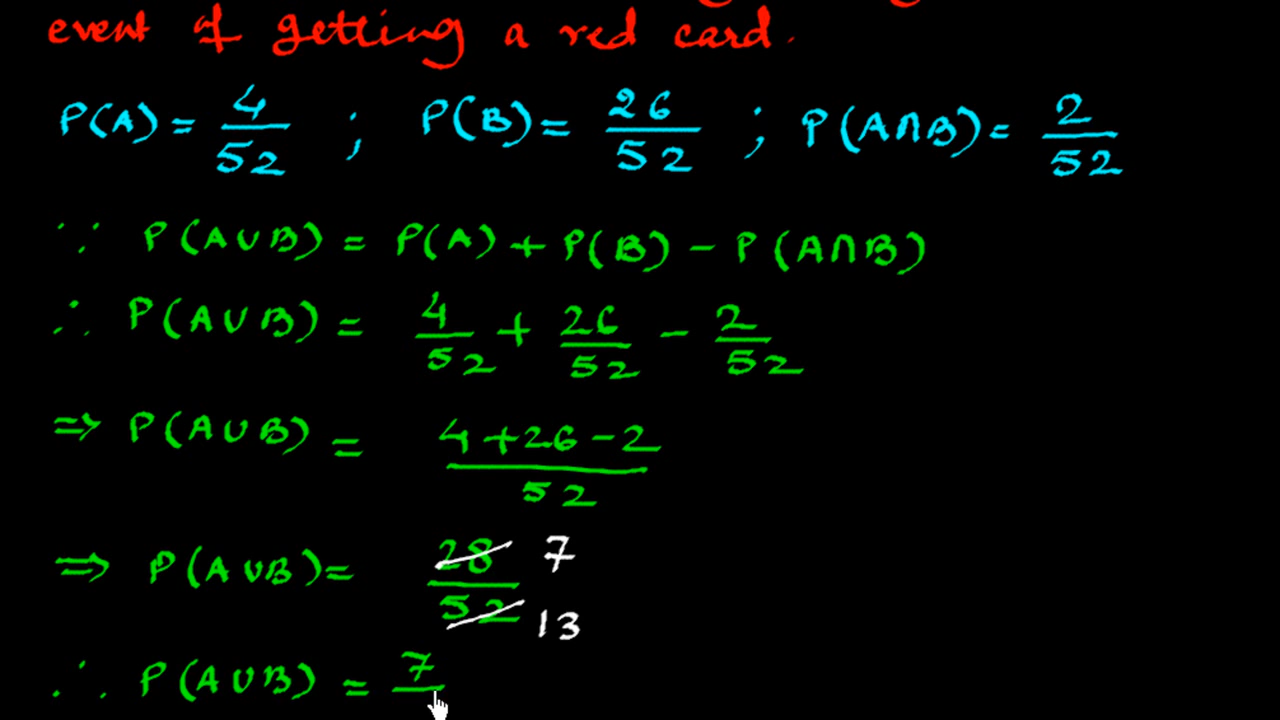 event of getting a red card.
P(A) = 4/52 ; P(B) = 26/52 ; P(A∩B) = 2/52
∵ P(A∪B) = P(A) + P(B) − P(A∩B)
∴ P(A∪B) = 4/52 + 26/52 − 2/52
⇒ P(A∪B) = (4+26−2)/52
⇒ P(A∪B) = 28/52 7/13
∴ P(A∪B) = 7/